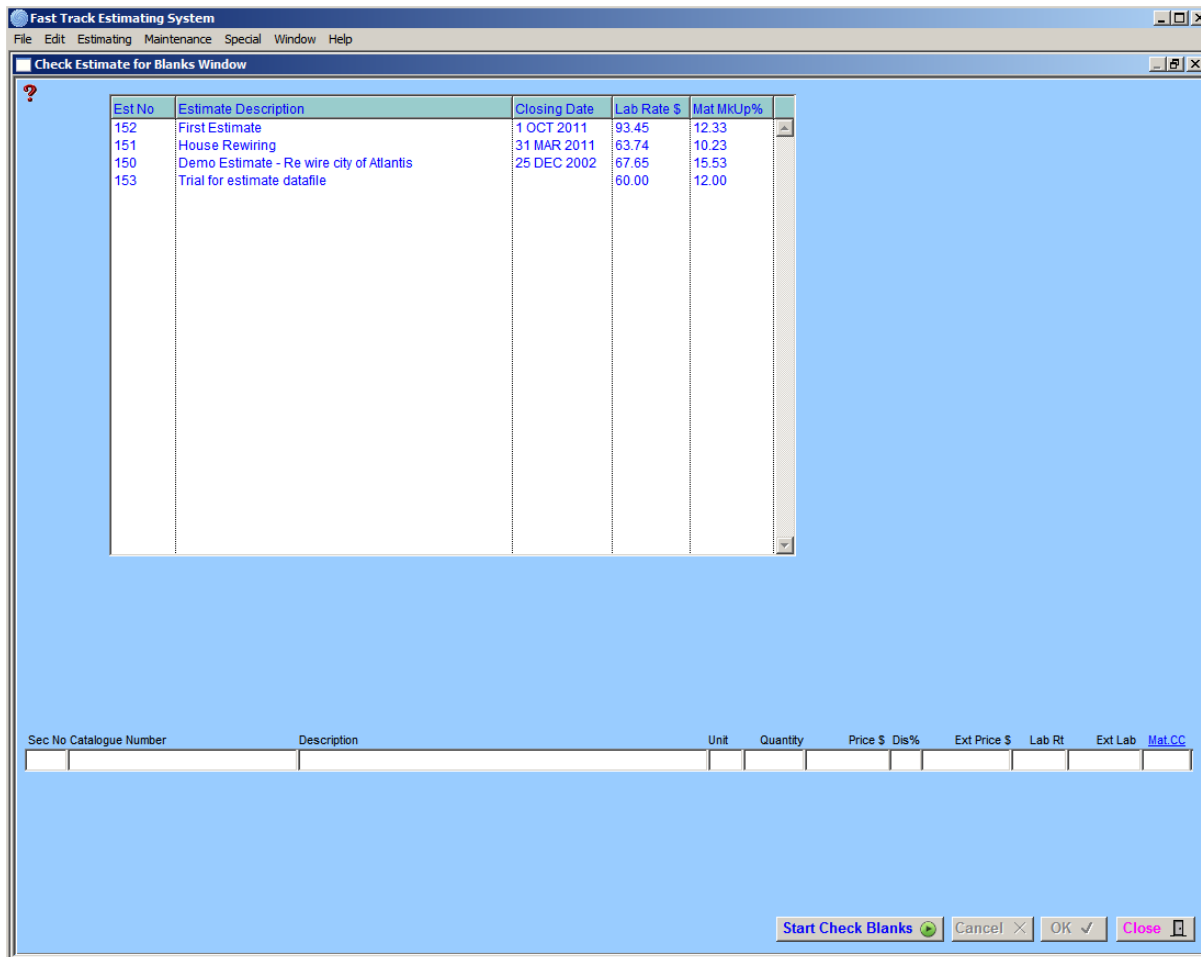 Fast Track Estimating System
File Edit Estimating Maintenance Special Window Help
Check Estimate for Blanks Window
?
Est No Estimate Description Closing Date Lab Rate $ Mat MkUp%
152 First Estimate 1 OCT 2011 93.45 12.33
151 House Rewiring 31 MAR 2011 63.74 10.23
150 Demo Estimate - Re wire city of Atlantis 25 DEC 2002 67.65 15.53
153 Trial for estimate datafile 60.00 12.00
Sec No Catalogue Number Description Unit Quantity Price $ Dis% Ext Price $ Lab Rt Ext Lab Mat.CC
Start Check Blanks Cancel OK Close